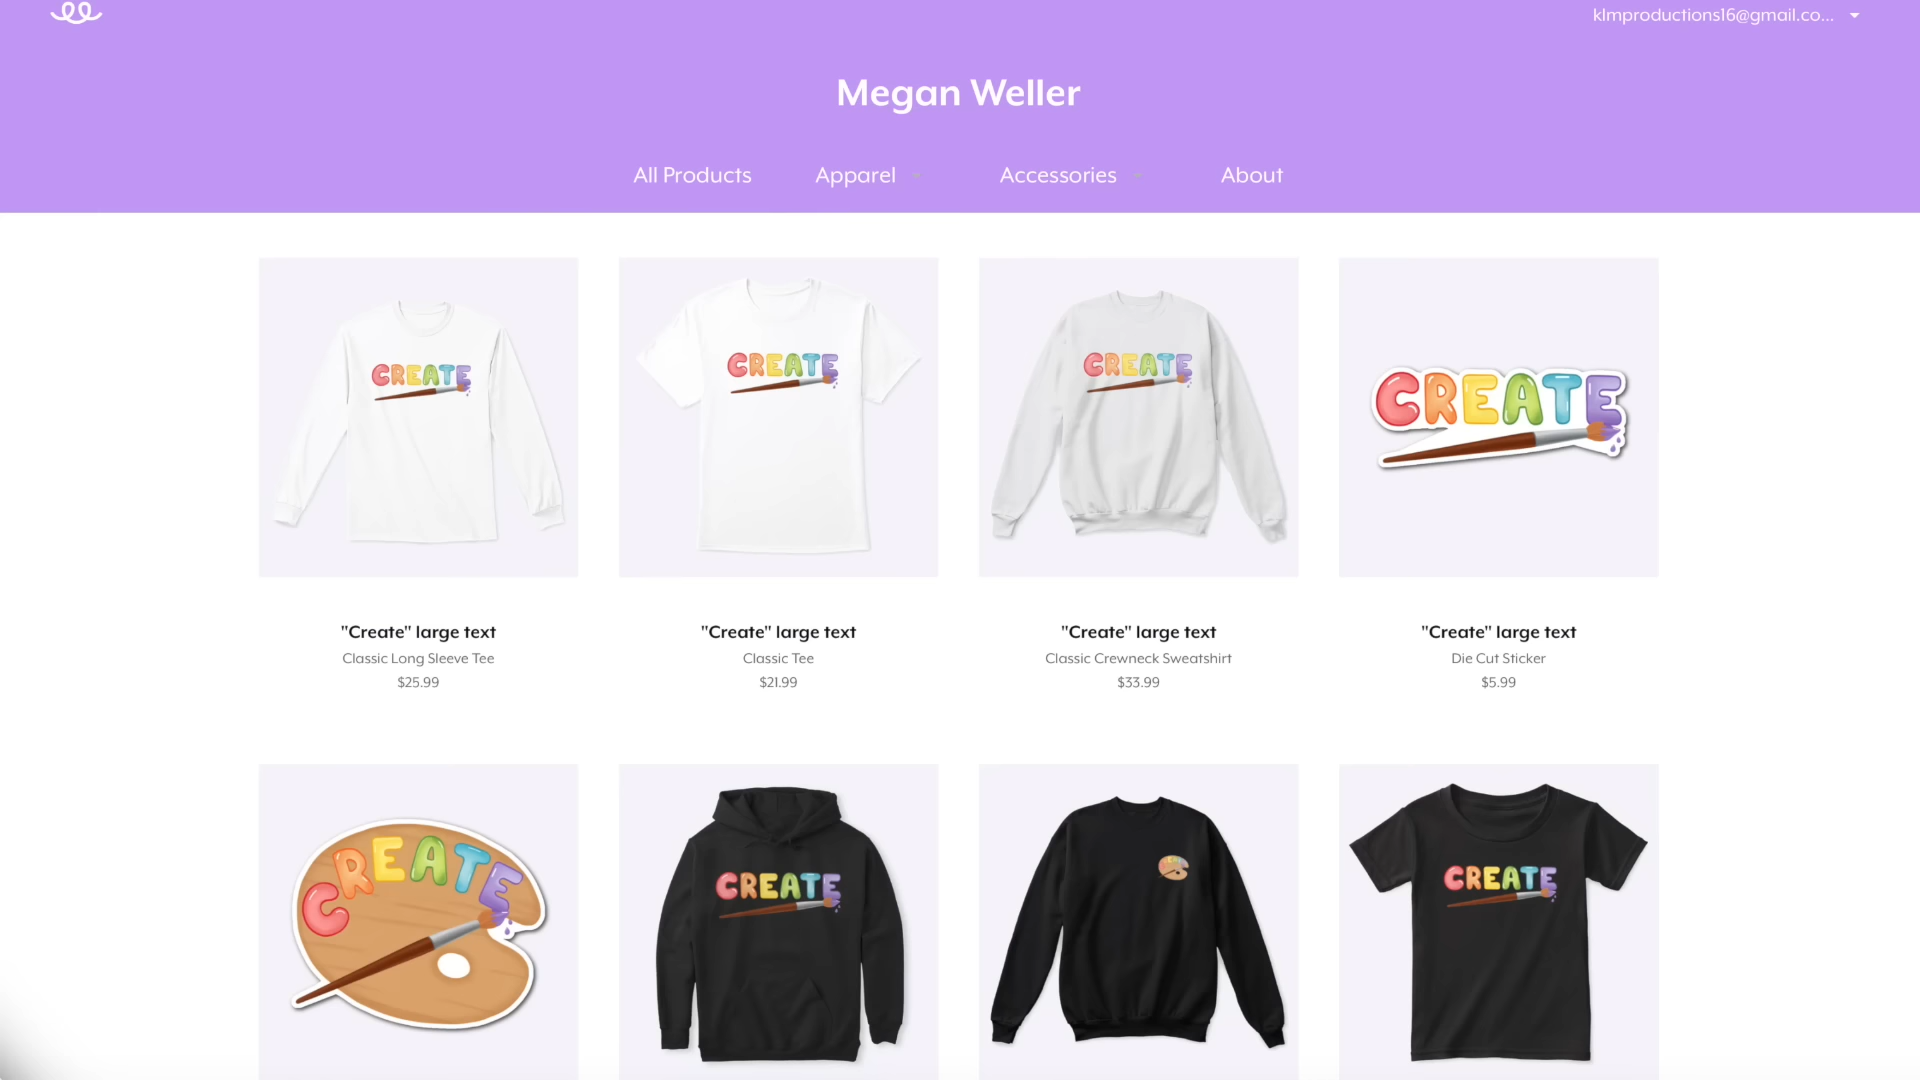 klmproductions16@gmail.co...
Megan Weller
All Products Apparel Accessories About
CREATE CREATE CREATE CREATE
"Create" large text "Create" large text "Create" large text "Create" large text
Classic Long Sleeve Tee Classic Tee Classic Crewneck Sweatshirt Die Cut Sticker
$25.99 $21.99 $33.99 $5.99
CREATE CREATE CREATE CREATE